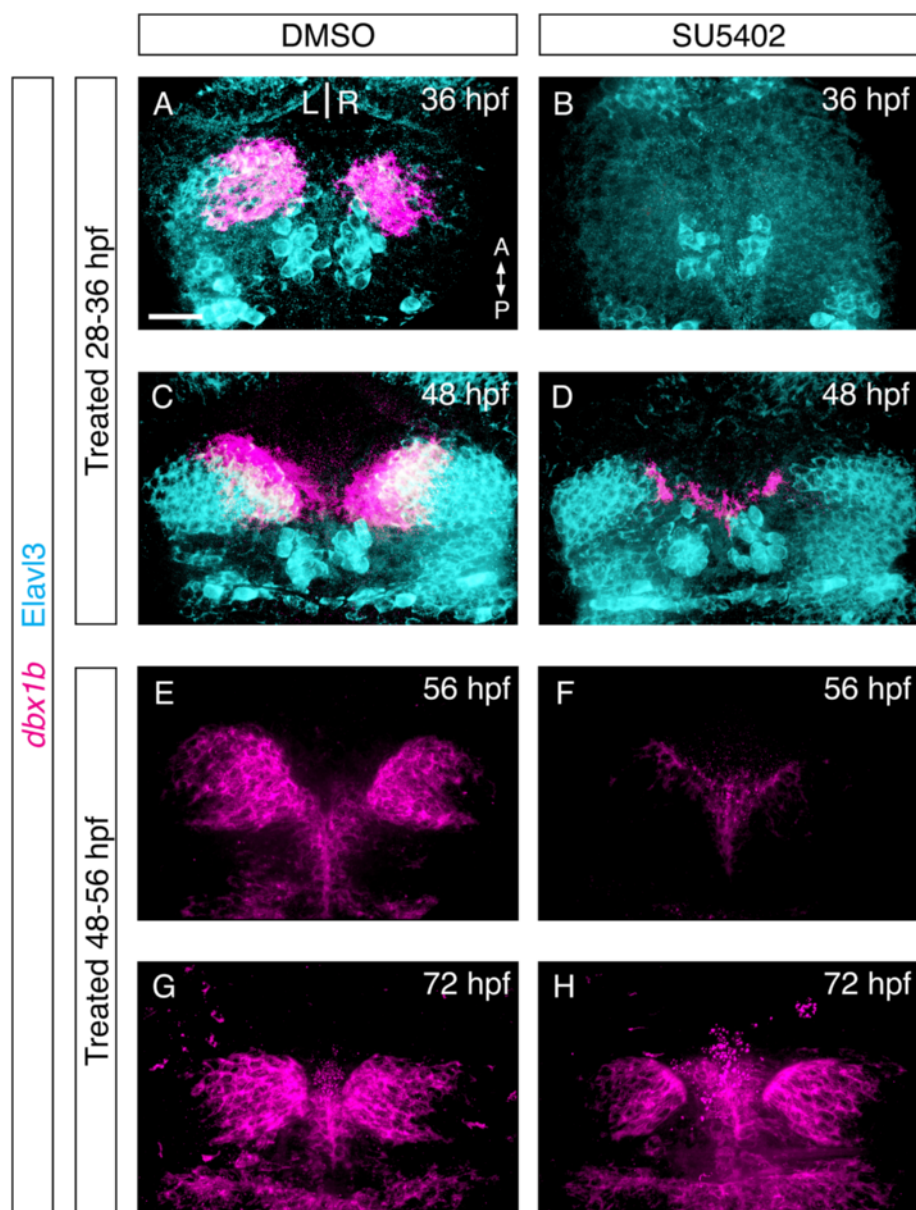 DMSO
SU5402
dbx1b Elavl3
Treated 28-36 hpf
A
L|R
36 hpf
A
P
B
36 hpf
C
48 hpf
D
48 hpf
Treated 48-56 hpf
E
56 hpf
F
56 hpf
G
72 hpf
H
72 hpf